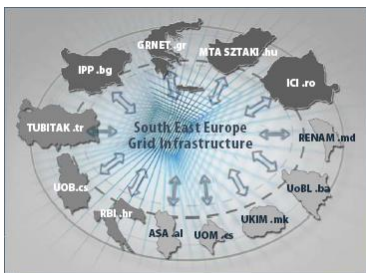 GRNET.gr
MTA SZTAKI.hu
IPP.bg
ICI.ro
TUBITAK.tr
South East Europe
Grid Infrastructure
RENAM.md
UOB.cs
UoBL.ba
RBI.hr
UKIM.mk
ASA.al
UOM.cs